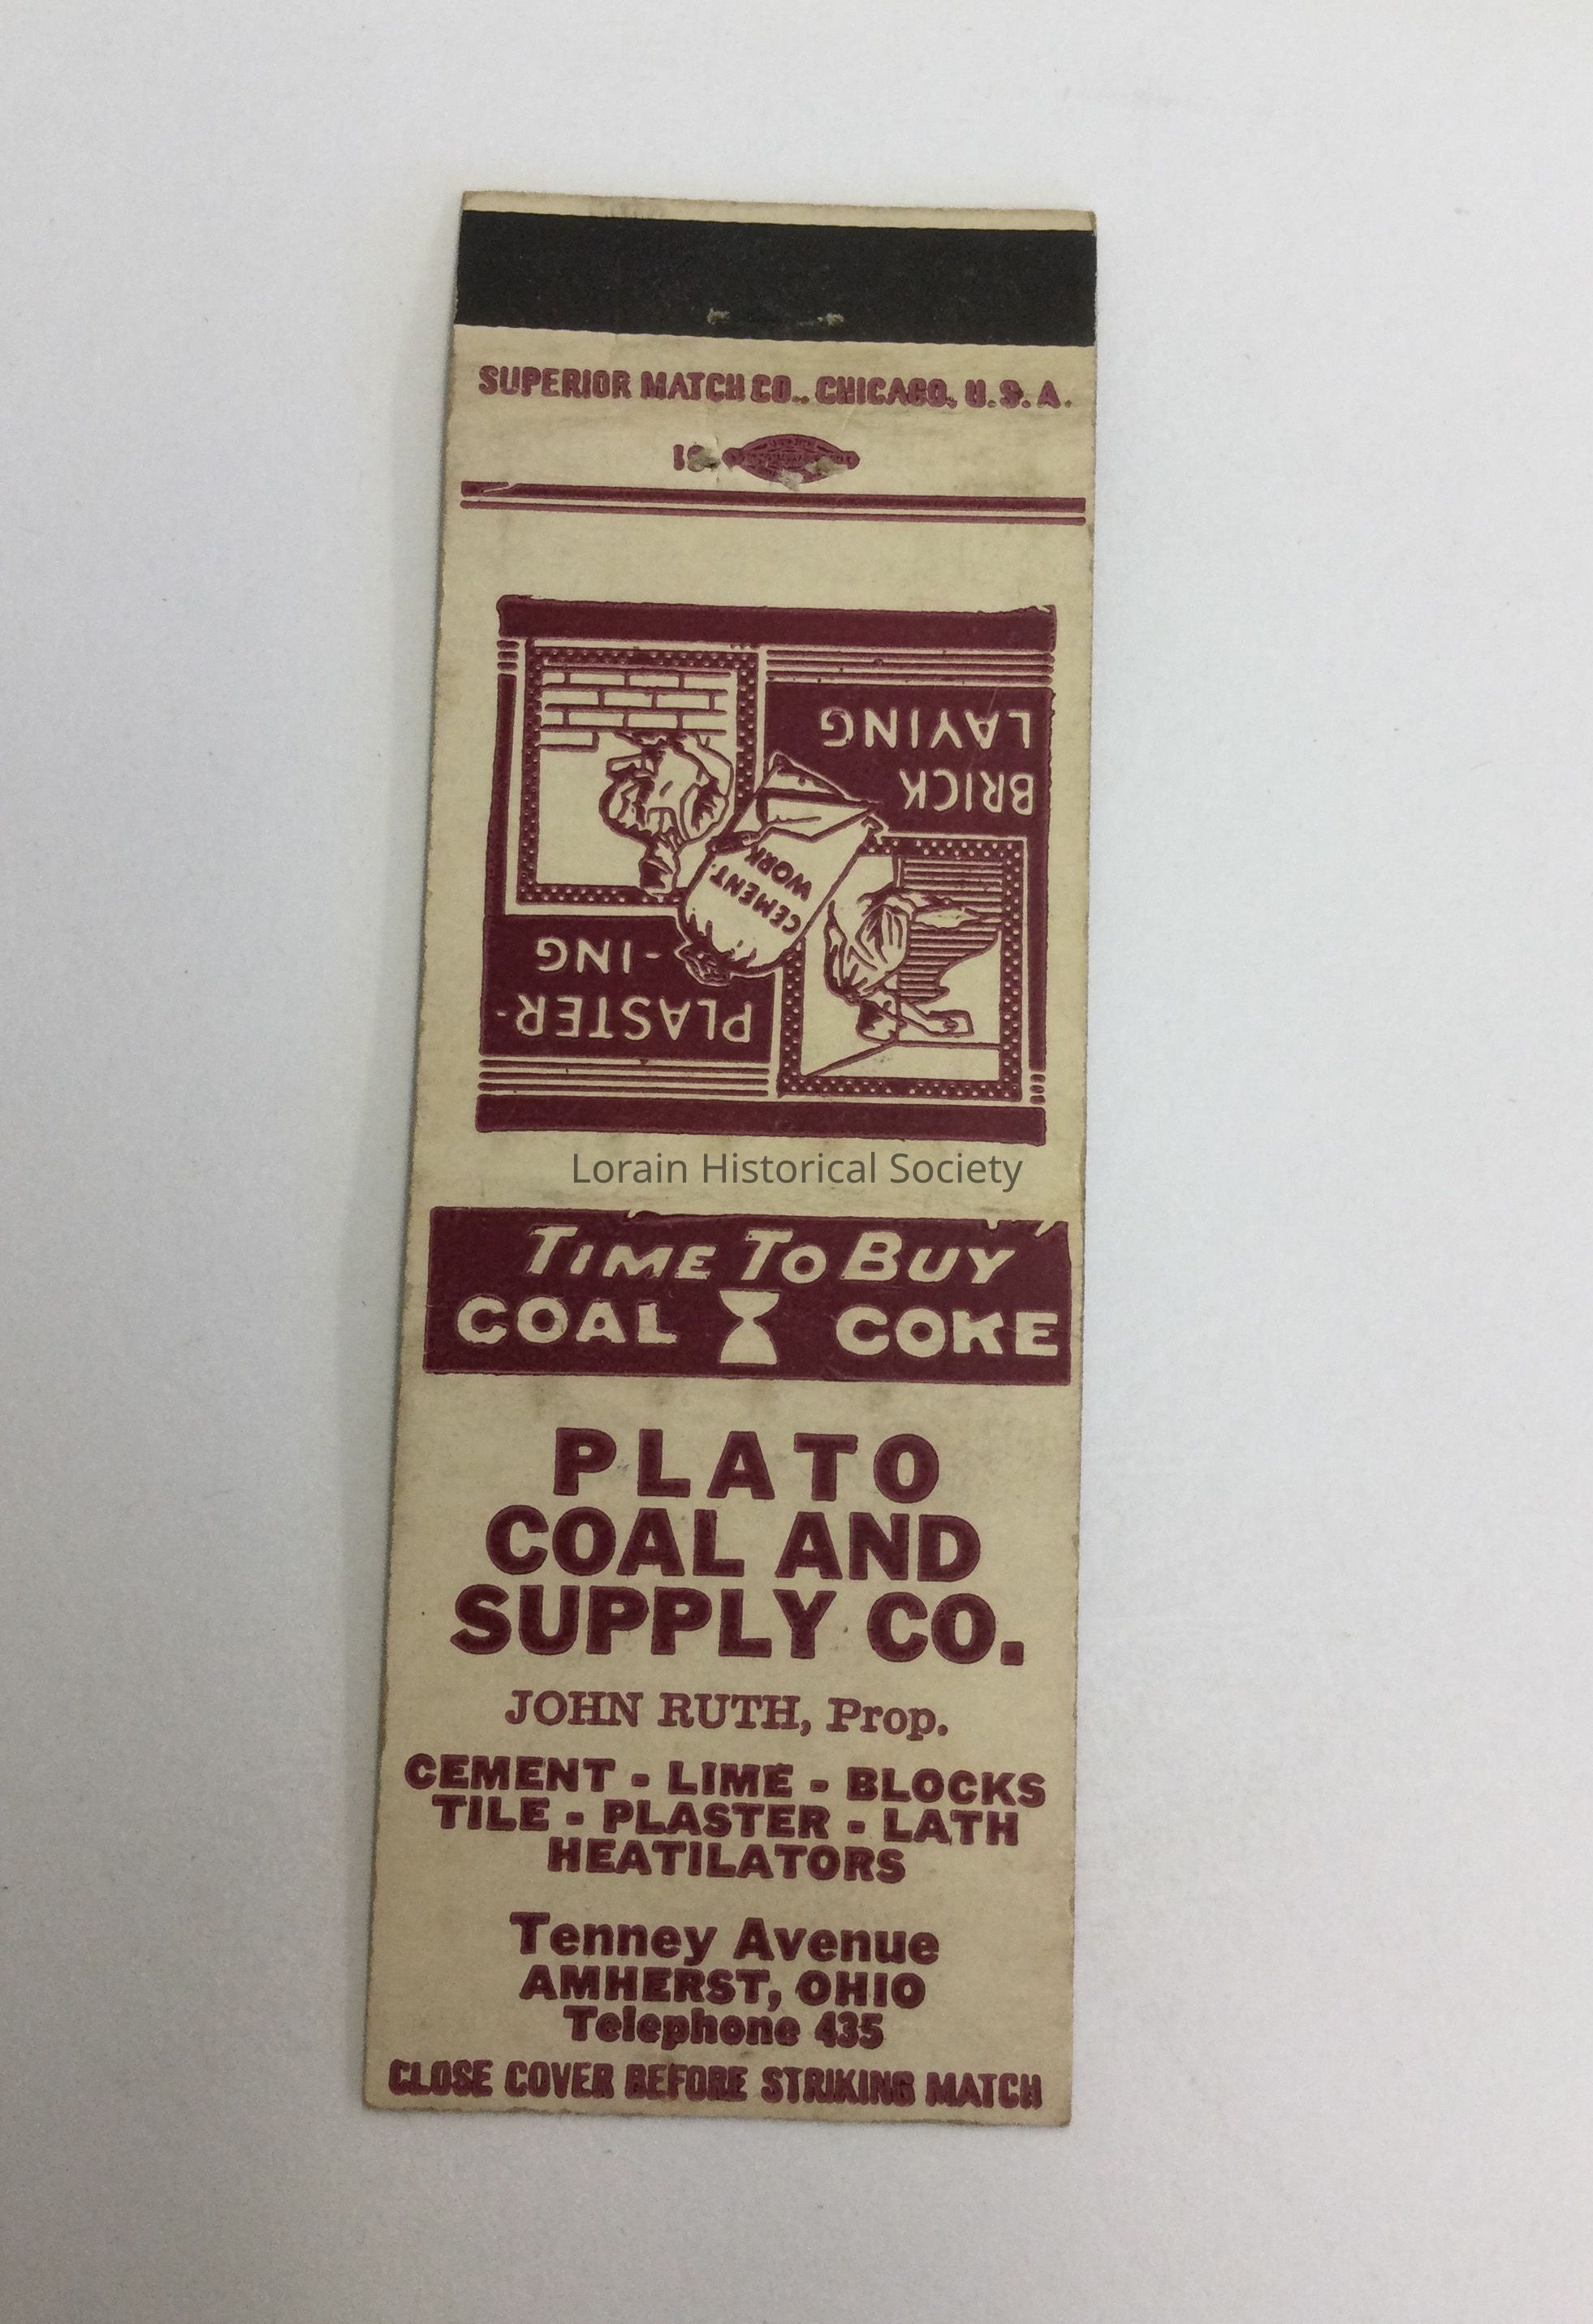 SUPERIOR MATCH CO., CHICAGO, U.S.A.
BRICK
LAYING
CEMENT
WORK
PLASTER-
-ING
Lorain Historical Society
TIME TO BUY
COAL COKE
PLATO
COAL AND
SUPPLY CO.
JOHN RUTH, Prop.
CEMENT - LIME - BLOCKS
TILE - PLASTER - LATH
HEATILATORS
Tenney Avenue
AMHERST, OHIO
Telephone 435
CLOSE COVER BEFORE STRIKING MATCH